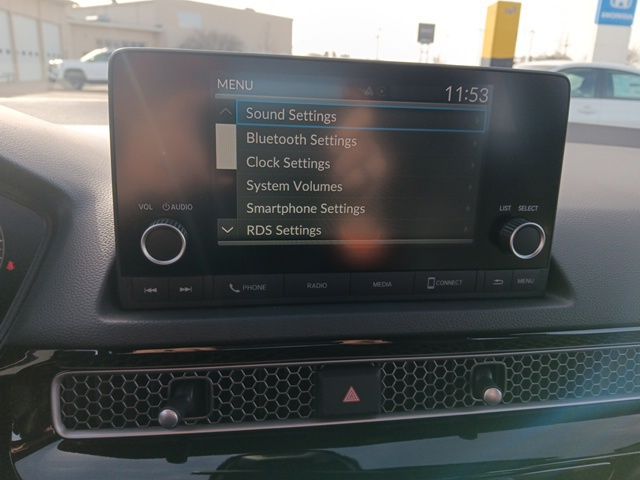 HONDA
MENU
11:53
Sound Settings
Bluetooth Settings
Clock Settings
System Volumes
Smartphone Settings
RDS Settings
VOL AUDIO
LIST SELECT
PHONE
RADIO
MEDIA
CONNECT
MENU